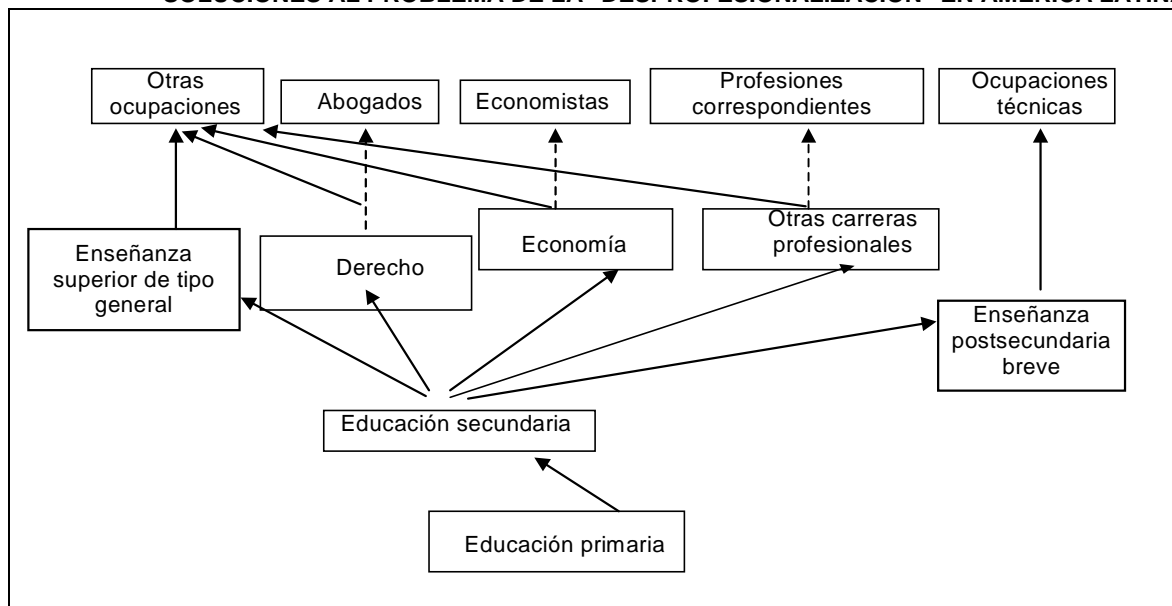 SOLUCIONES AL PROBLEMA DE LA "DESPROFESIONALIZACIÓN" EN AMÉRICA LATINA
Otras
ocupaciones
Abogados
Economistas
Profesiones
correspondientes
Ocupaciones
técnicas
Enseñanza
superior de tipo
general
Derecho
Economía
Otras carreras
profesionales
Enseñanza
postsecundaria
breve
Educación secundaria
Educación primaria